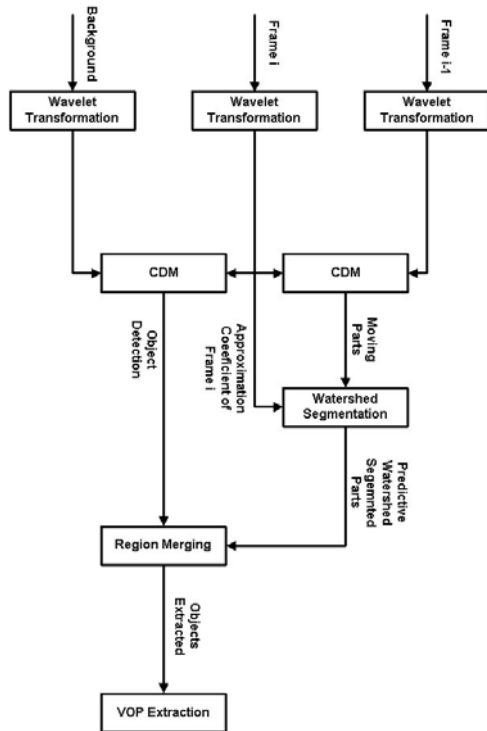 Background
Frame i
Frame i-1
Wavelet
Transformation
Wavelet
Transformation
Wavelet
Transformation
CDM
CDM
Object
Detection
Approximation
Coeeficient of
Frame i
Moving
Parts
Watershed
Segmentation
Predictive
Watershed
Segemnted
Parts
Region Merging
Objects
Extracted
VOP Extraction